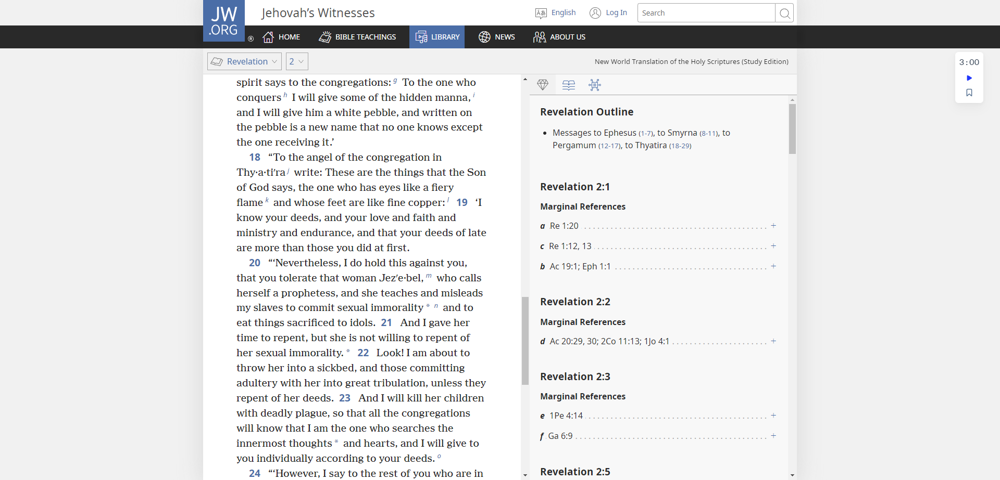 JW
.ORG
®
Jehovah’s Witnesses
English
Log In
Search
HOME
BIBLE TEACHINGS
LIBRARY
NEWS
ABOUT US
Revelation
2
New World Translation of the Holy Scriptures (Study Edition)
3:00
spirit says to the congregations: g To the one who
conquers h I will give some of the hidden manna, i
and I will give him a white pebble, and written on
the pebble is a new name that no one knows except
the one receiving it.’
18 “To the angel of the congregation in
Thy·a·tiʹra j write: These are the things that the Son
of God says, the one who has eyes like a fiery
flame k and whose feet are like fine copper: l 19 ‘I
know your deeds, and your love and faith and
ministry and endurance, and that your deeds of late
are more than those you did at first.
20 “‘Nevertheless, I do hold this against you,
that you tolerate that woman Jezʹe·bel, m who calls
herself a prophetess, and she teaches and misleads
my slaves to commit sexual immorality * n and to
eat things sacrificed to idols. 21 And I gave her
time to repent, but she is not willing to repent of
her sexual immorality. * 22 Look! I am about to
throw her into a sickbed, and those committing
adultery with her into great tribulation, unless they
repent of her deeds. 23 And I will kill her children
with deadly plague, so that all the congregations
will know that I am the one who searches the
innermost thoughts * and hearts, and I will give to
you individually according to your deeds. o
24 “‘However, I say to the rest of you who are in
Revelation Outline
• Messages to Ephesus (1-7), to Smyrna (8-11), to
Pergamum (12-17), to Thyatira (18-29)
Revelation 2:1
Marginal References
a Re 1:20 +
c Re 1:12, 13 +
b Ac 19:1; Eph 1:1 +
Revelation 2:2
Marginal References
d Ac 20:29, 30; 2Co 11:13; 1Jo 4:1 +
Revelation 2:3
Marginal References
e 1Pe 4:14 +
f Ga 6:9 +
Revelation 2:5